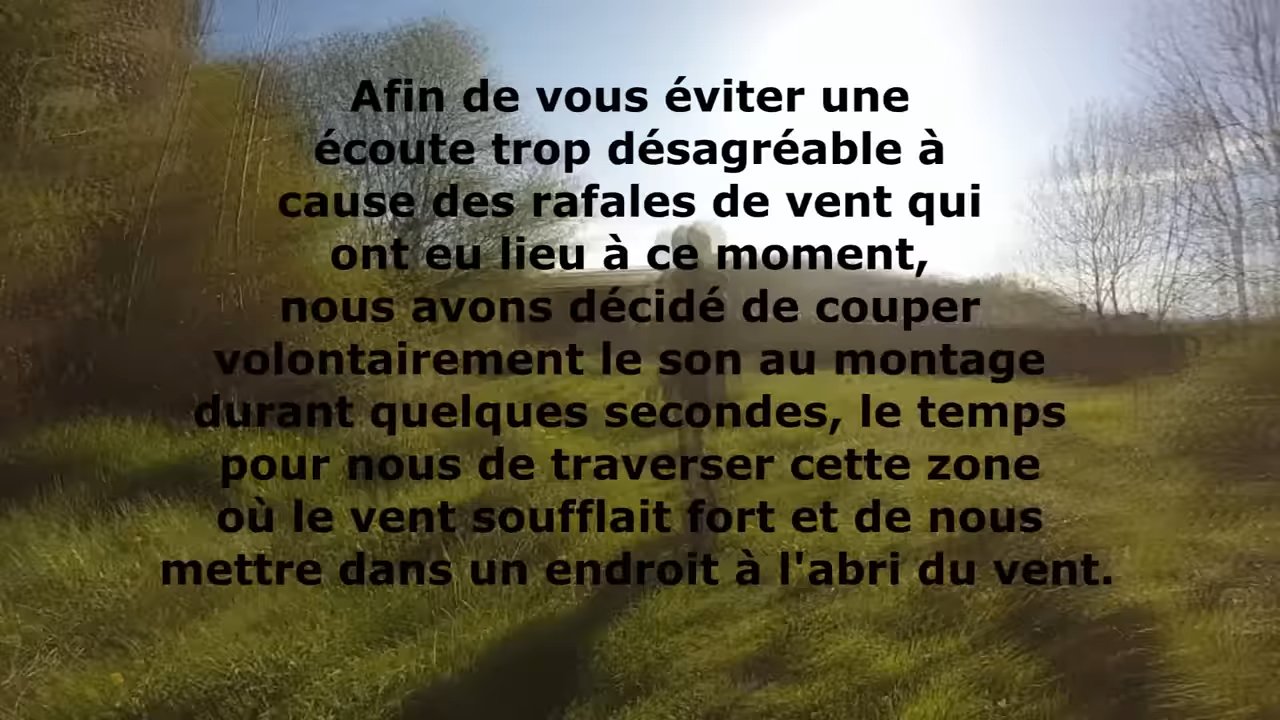 Afin de vous éviter une
écoute trop désagréable à
cause des rafales de vent qui
ont eu lieu à ce moment,
nous avons décidé de couper
volontairement le son au montage
durant quelques secondes, le temps
pour nous de traverser cette zone
où le vent soufflait fort et de nous
mettre dans un endroit à l'abri du vent.